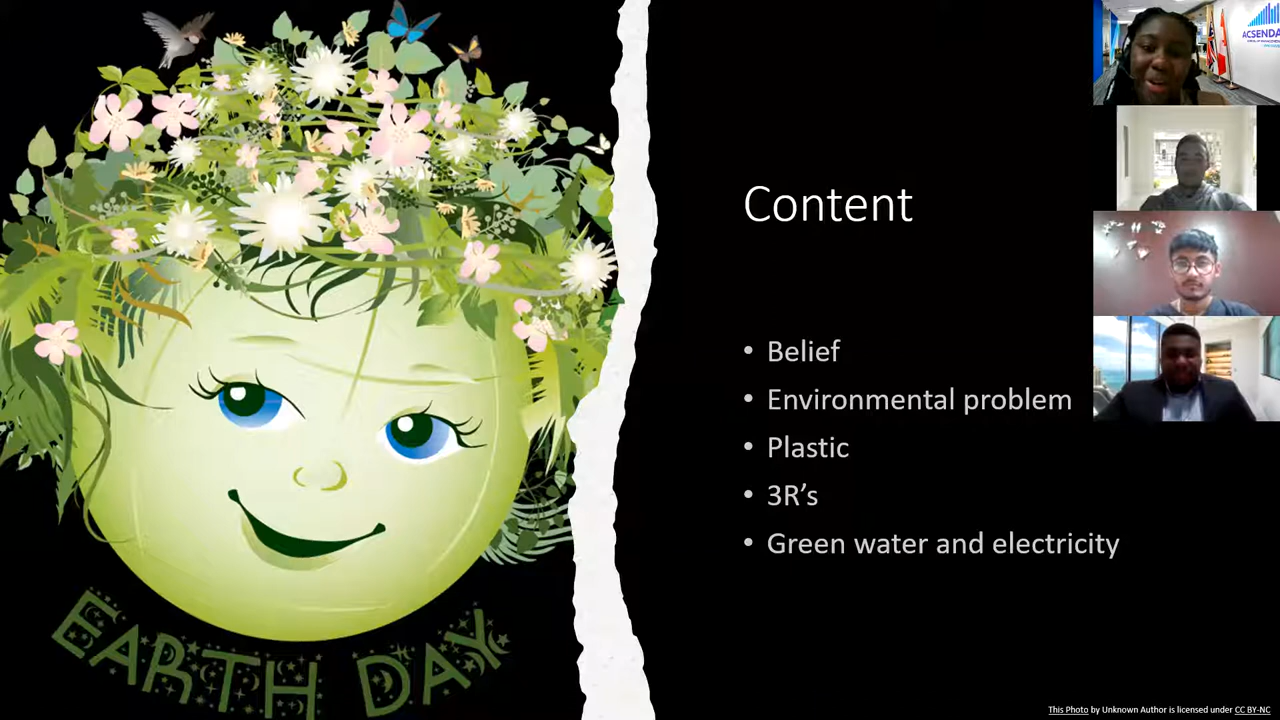 EARTH DAY
Content
• Belief
• Environmental problem
• Plastic
• 3R's
• Green water and electricity
This Photo by Unknown Author is licensed under CC BY-NC